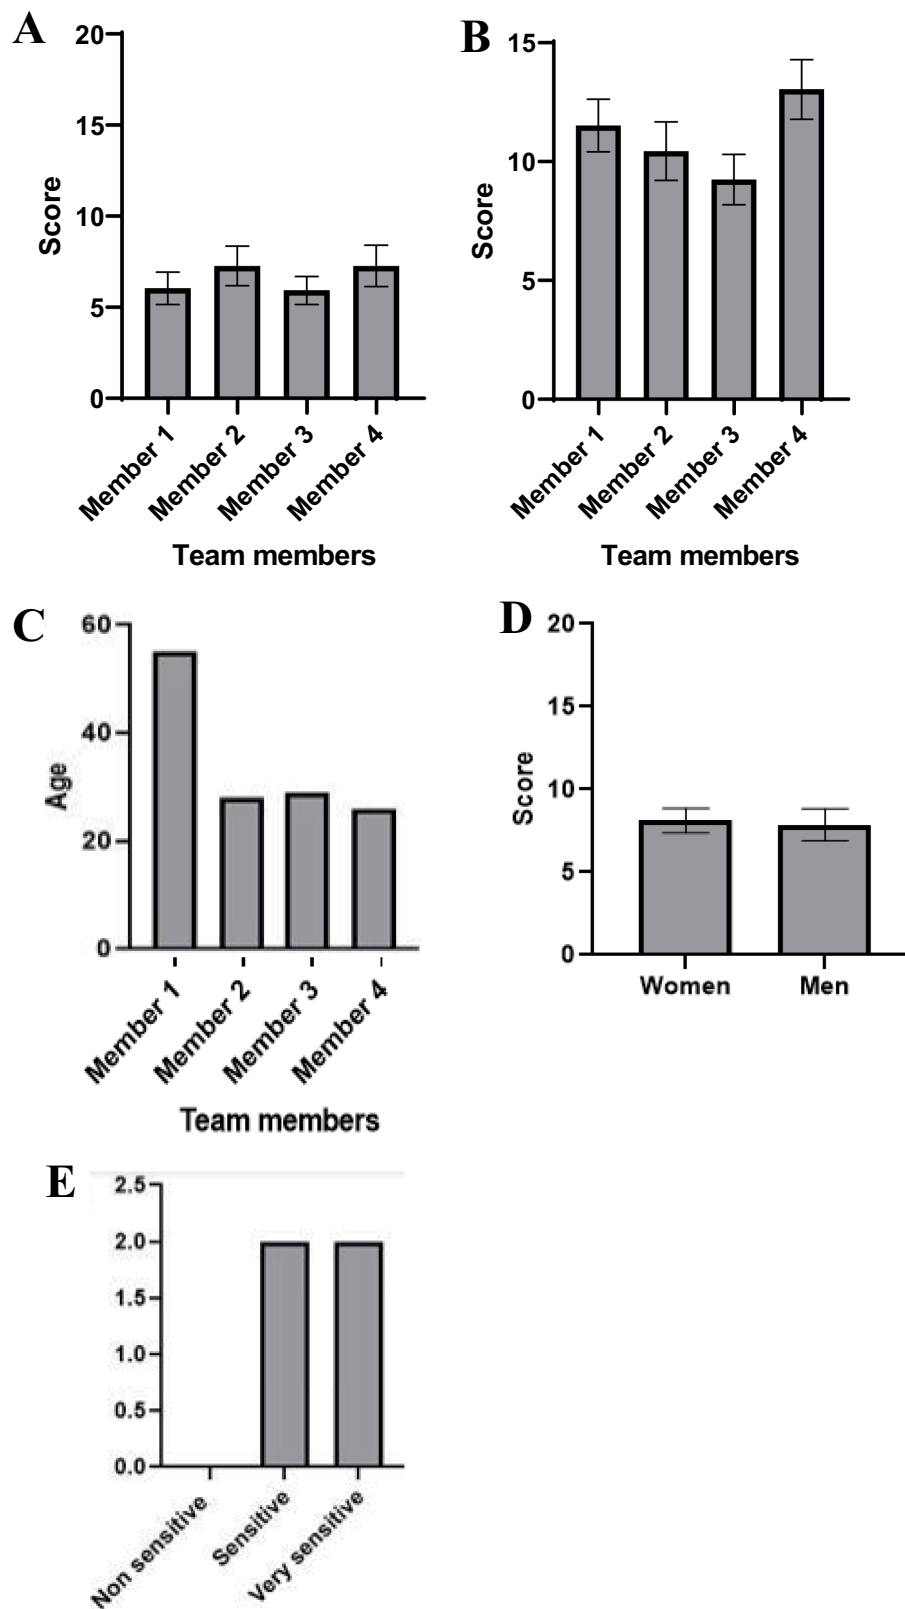 A
20
15
10
5
0
Score
Member 1
Member 2
Member 3
Member 4
Team members
B
15
10
5
0
Score
Member 1
Member 2
Member 3
Member 4
Team members
C
60
40
20
0
Age
Member 1
Member 2
Member 3
Member 4
Team members
D
20
15
10
5
0
Score
Women
Men
E
2.5
2.0
1.5
1.0
0.5
0.0
Non sensitive
Sensitive
Very sensitive